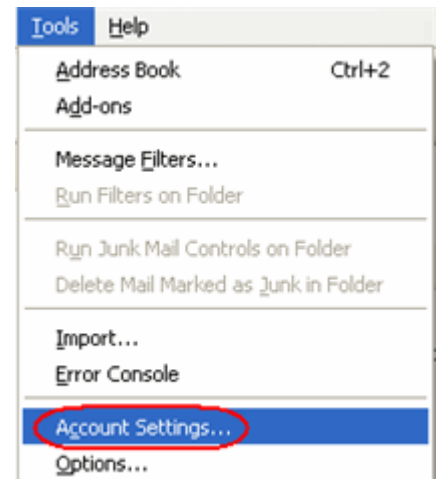 Tools Help
Address Book Ctrl+2
Add-ons
Message Filters...
Run Filters on Folder
Run Junk Mail Controls on Folder
Delete Mail Marked as Junk in Folder
Import...
Error Console
Account Settings...
Options...